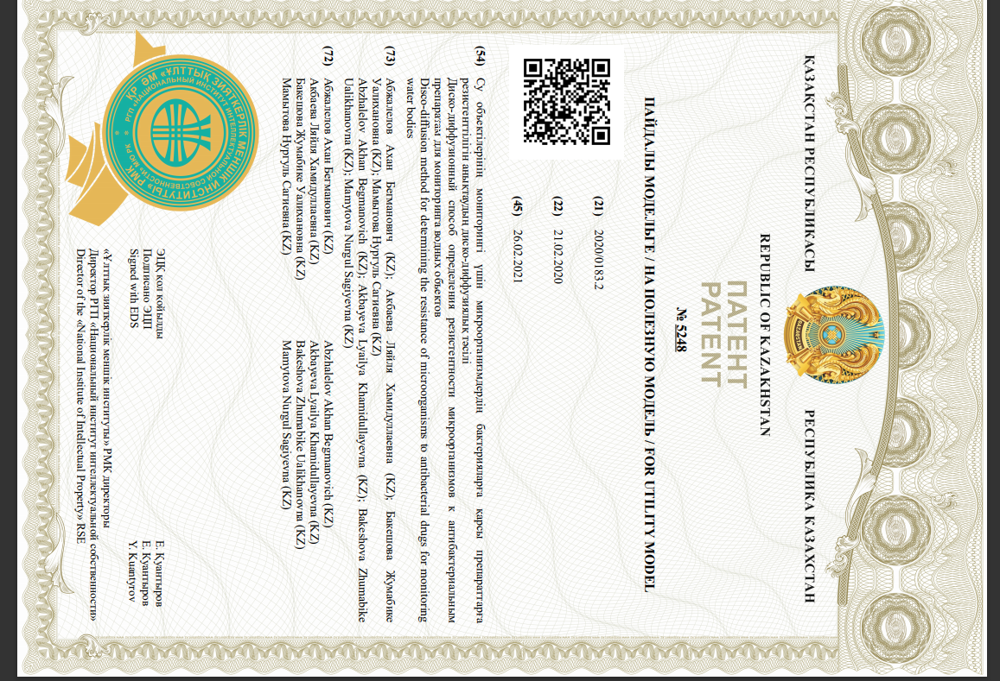 ҚАЗАҚСТАН РЕСПУБЛИКАСЫ
РЕСПУБЛИКА КАЗАХСТАН
REPUBLIC OF KAZAKHSTAN
ПАТЕНТ
PATENT
№ 5248
ПАЙДАЛЫ МОДЕЛЬГЕ / НА ПОЛЕЗНУЮ МОДЕЛЬ / FOR UTILITY MODEL
(21) 2020/0183.2
(22) 21.02.2020
(45) 26.02.2021
(54) Су объектілерінің мониторингі үшін микроорганизмдердің бактерияларға қарсы препараттарға
резистенттілігін анықтаудың диско-диффузиялық тәсілі
Диско-диффузионный способ определения резистентности микроорганизмов к антибактериальным
препаратам для мониторинга водных объектов
Disco-diffusion method for determining the resistance of microorganisms to antibacterial drugs for monitoring
water bodies
(73) Абжалелов Ахан Бегманович (KZ); Акбаева Ляйля Хамидуллаевна (KZ); Бакешова Жумабике
Уалихановна (KZ); Мамытова Нургуль Сагиевна (KZ)
Abzhalelov Akhan Begmanovich (KZ); Akbayeva Lyailya Khamidullayevna (KZ); Bakeshova Zhumabike
Ualikhanovna (KZ); Mamytova Nurgul Sagiyevna (KZ)
(72) Абжалелов Ахан Бегманович (KZ) Abzhalelov Akhan Begmanovich (KZ)
Акбаева Ляйля Хамидуллаевна (KZ) Akbayeva Lyailya Khamidullayevna (KZ)
Бакешова Жумабике Уалихановна (KZ) Bakeshova Zhumabike Ualikhanovna (KZ)
Мамытова Нургуль Сагиевна (KZ) Mamytova Nurgul Sagiyevna (KZ)
ЭЦҚ қол қойылды Е. Қуантыров
Подписано ЭЦП Е. Куантыров
Signed with EDS Y. Kuantyrov
«Ұлттық зияткерлік меншік институты» РМК директоры
Директор РГП «Национальный институт интеллектуальной собственности»
Director of the «National Institute of Intellectual Property» RSE
ҚР ӘМ «ҰЛТТЫҚ ЗИЯТКЕРЛІК МЕНШІК ИНСТИТУТЫ» РМК
РГП «НАЦИОНАЛЬНЫЙ ИНСТИТУТ ИНТЕЛЛЕКТУАЛЬНОЙ СОБСТВЕННОСТИ» МЮ РК